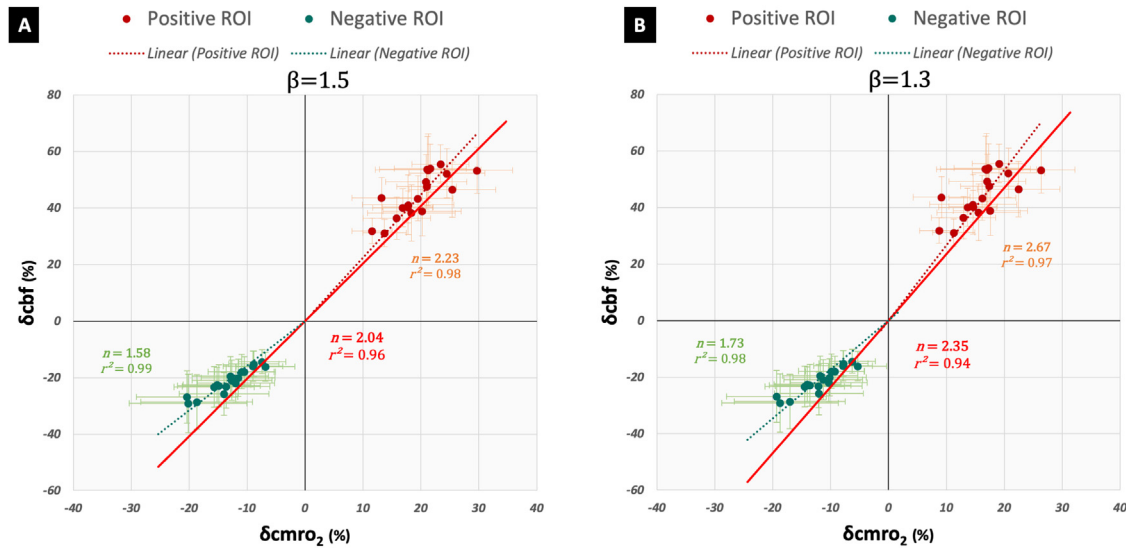 A
Positive ROI
Negative ROI
Linear (Positive ROI)
Linear (Negative ROI)
β=1.5
80
60
40
20
0
-20
-40
-60
-40
-30
-20
-10
0
10
20
30
40
δcbf (%)
δcmro₂ (%)
n = 2.23
r² = 0.98
n = 2.04
r² = 0.96
n = 1.58
r² = 0.99
B
Positive ROI
Negative ROI
Linear (Positive ROI)
Linear (Negative ROI)
β=1.3
80
60
40
20
0
-20
-40
-60
-40
-30
-20
-10
0
10
20
30
40
δcbf (%)
δcmro₂ (%)
n = 2.67
r² = 0.97
n = 2.35
r² = 0.94
n = 1.73
r² = 0.98